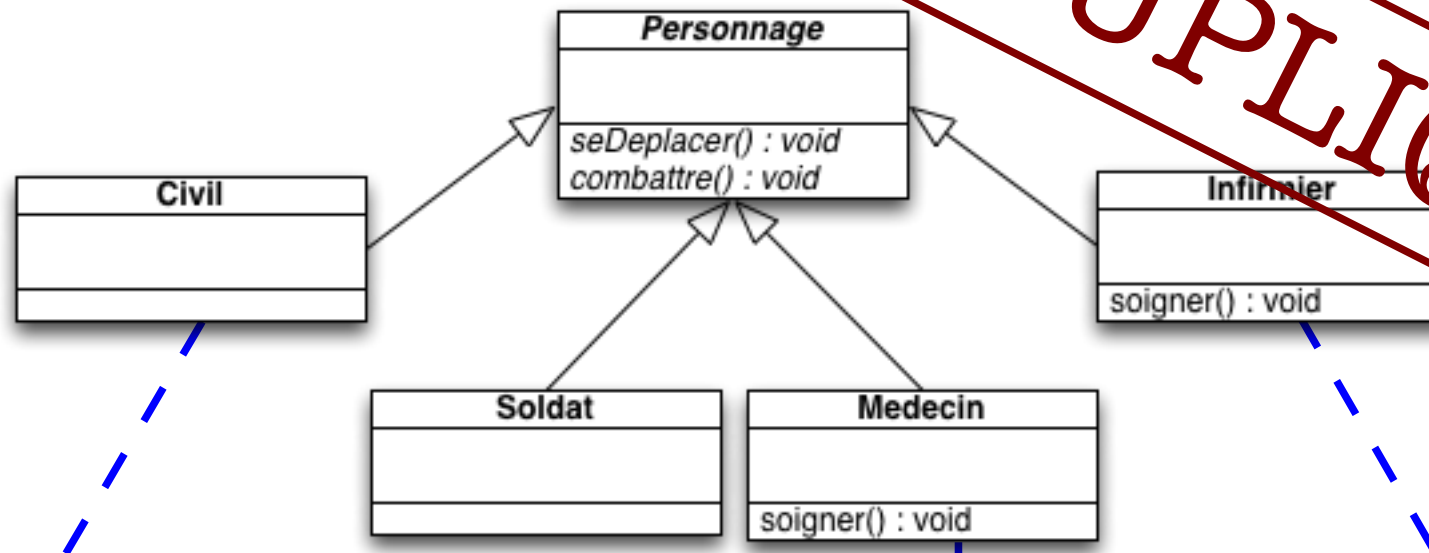 Personnage
seDeplacer() : void
combattre() : void
Civil
Infirmier
soigner() : void
Soldat
Medecin
soigner() : void